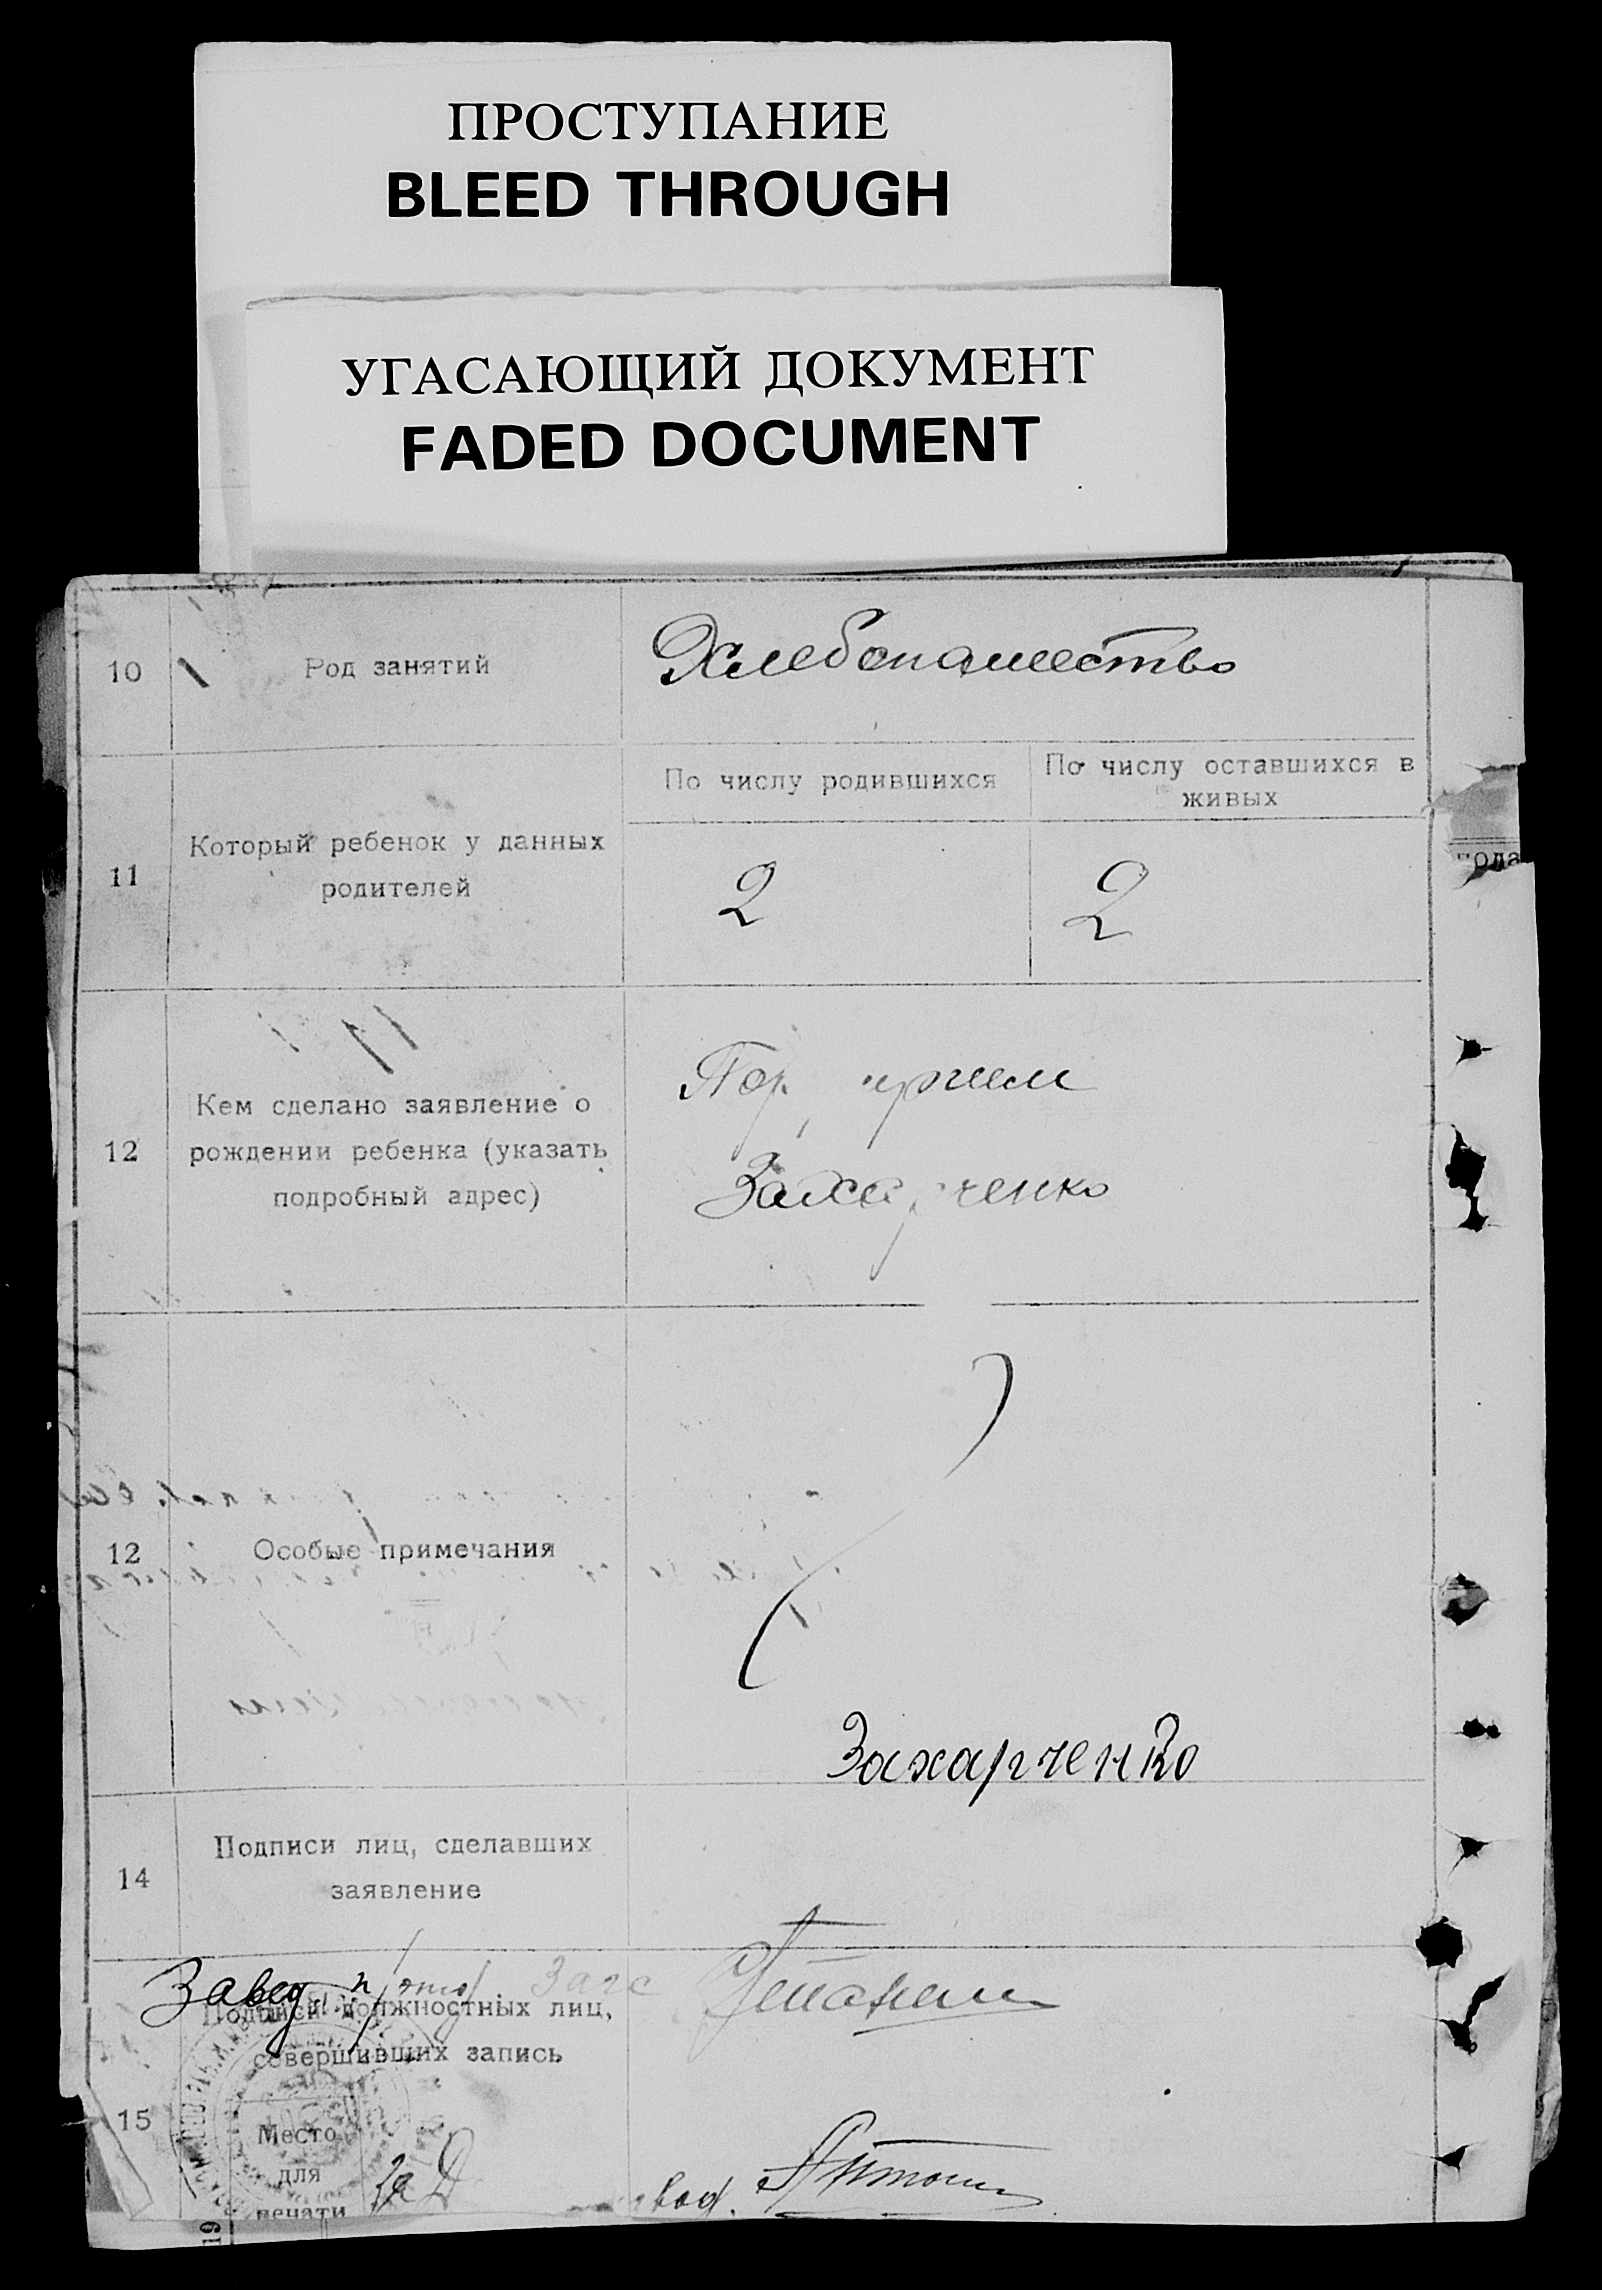 ПРОСТУПАНИЕ
BLEED THROUGH
УГАСАЮЩИЙ ДОКУМЕНТ
FADED DOCUMENT
10 Род занятий Хлебопашество
По числу родившихся
По числу оставшихся в
живых
11
Который ребенок у данных
родителей
2 2
12
Кем сделано заявление о
рождении ребенка (указать
подробный адрес)
Захарченко
12 Особые примечания
Захарченко
14
Подписи лиц, сделавших
заявление
Завед. Загс
15
Подписи должностных лиц,
совершивших запись
Место
для
печати